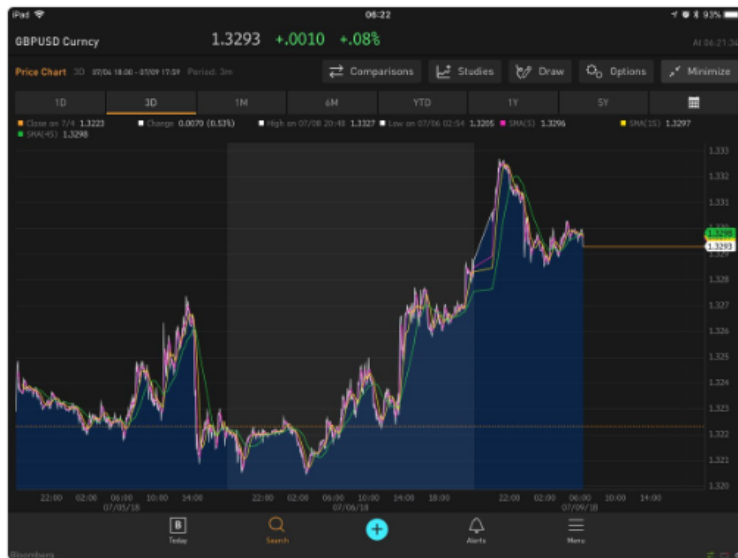 iPad 06:22 93%
GBPUSD Curncy 1.3293 +.0010 +.08% At 06:21:34
Price Chart 3D 07/04 18:00 - 07/09 17:59 Period: 3m Comparisons Studies Draw Options Minimize
1D 3D 1M 6M YTD 1Y 5Y
Close on 7/4 1.3223 Change 0.0070 (0.53%) High on 07/08 20:48 1.3327 Low on 07/06 02:54 1.3205 SMA(5) 1.3296 SMA(15) 1.3297
SMA(45) 1.3298
1.333
1.332
1.331
1.3298
1.3293
1.328
1.327
1.326
1.325
1.324
1.323
1.322
1.321
1.320
22:00 02:00 06:00 10:00 14:00 22:00 02:00 06:00 10:00 14:00 18:00 22:00 02:00 06:00 10:00 14:00
07/05/18 07/06/18 07/09/18
B
Today Search Alerts Menu
Bloomberg